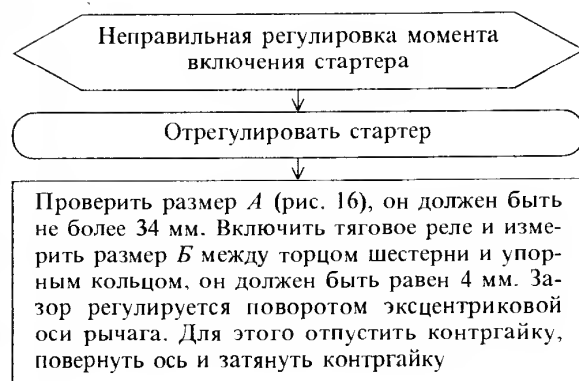 Неправильная регулировка момента
включения стартера
Отрегулировать стартер
Проверить размер А (рис. 16), он должен быть
не более 34 мм. Включить тяговое реле и изме-
рить размер Б между торцом шестерни и упор-
ным кольцом, он должен быть равен 4 мм. За-
зор регулируется поворотом эксцентриковой
оси рычага. Для этого отпустить контргайку,
повернуть ось и затянуть контргайку